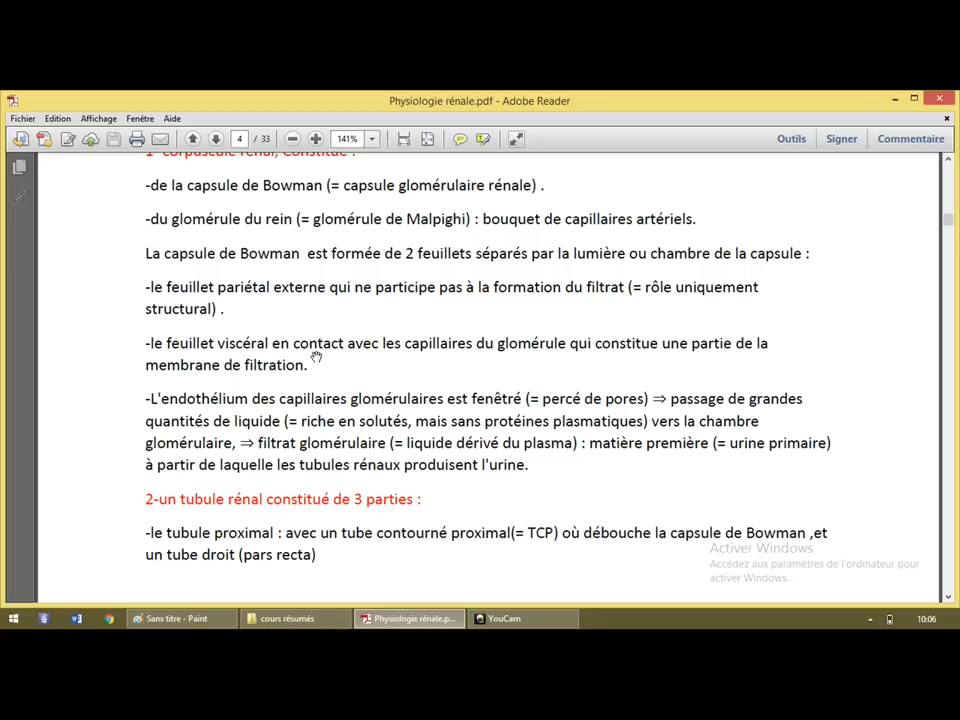 Physiologie rénale.pdf - Adobe Reader
Fichier Edition Affichage Fenêtre Aide
4 / 33 141% Outils Signer Commentaire
1- corpuscule rénal, Constitué :
-de la capsule de Bowman (= capsule glomérulaire rénale) .
-du glomérule du rein (= glomérule de Malpighi) : bouquet de capillaires artériels.
La capsule de Bowman est formée de 2 feuillets séparés par la lumière ou chambre de la capsule :
-le feuillet pariétal externe qui ne participe pas à la formation du filtrat (= rôle uniquement
structural) .
-le feuillet viscéral en contact avec les capillaires du glomérule qui constitue une partie de la
membrane de filtration.
-L'endothélium des capillaires glomérulaires est fenêtré (= percé de pores) ⇒ passage de grandes
quantités de liquide (= riche en solutés, mais sans protéines plasmatiques) vers la chambre
glomérulaire, ⇒ filtrat glomérulaire (= liquide dérivé du plasma) : matière première (= urine primaire)
à partir de laquelle les tubules rénaux produisent l'urine.
2-un tubule rénal constitué de 3 parties :
-le tubule proximal : avec un tube contourné proximal(= TCP) où débouche la capsule de Bowman ,et
un tube droit (pars recta)
Activer Windows
Accédez aux paramètres de l'ordinateur pour
activer Windows.
Sans titre - Paint cours résumés Physiologie rénale.p... YouCam 10:06